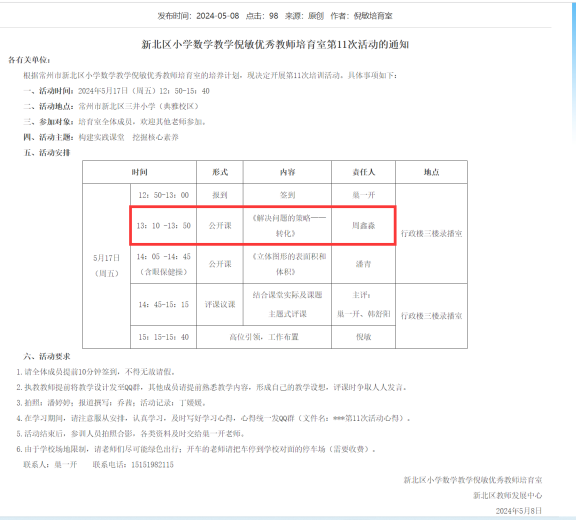 发布时间：2024-05-08 点击：98 来源：原创 作者：倪敏培育室
新北区小学数学教学倪敏优秀教师培育室第11次活动的通知
各有关单位：
根据常州市新北区小学数学教学倪敏优秀教师培育室的培养计划，现决定开展第11次培训活动。具体事项如下：
一、活动时间：2024年5月17日（周五）12：50-15：40
二、活动地点：常州市新北区三井小学（典雅校区）
三、参加对象：培育室全体成员，欢迎其他老师参加。
四、活动主题：构建实践课堂 挖掘核心素养
五、活动安排
时间 形式 内容 责任人 地点
5月17日
（周五）
12：50-13：00 报到 签到 巢一开
13：10 -13：50 公开课 《解决问题的策略——
转化》 周鑫淼
14：05 -14：45
（含眼保健操） 公开课 《立体图形的表面积和
体积》 潘青
行政楼三楼录播室
14：45-15：15 评课议课 结合课堂实际及课题
主题式评课 主评：
巢一开、韩舒阳
15：15-15：40 高位引领，工作布置 倪敏
行政楼三楼录播室
六、活动要求
1.请全体成员提前10分钟签到，不得无故请假。
2.执教教师提前将教学设计发至QQ群，其他成员请提前熟悉教学内容，形成自己的教学设想，评课时争取人人发言。
3.拍照：潘婷婷；报道撰写：乔茜；活动记录：丁媛媛。
4.在学习期间，请注意服从安排，认真学习，及时写好学习心得，心得统一发QQ群（文件名：***第11次活动心得）。
5.活动结束后，参训人员拍照合影，各类资料及时交给巢一开老师。
6.由于学校场地限制，请老师们尽可能绿色出行；开车的老师请把车停到学校对面的停车场（需要收费）。
联系人：巢一开 联系电话：15151982115
新北区小学数学教学倪敏优秀教师培育室
新北区教师发展中心
2024年5月8日